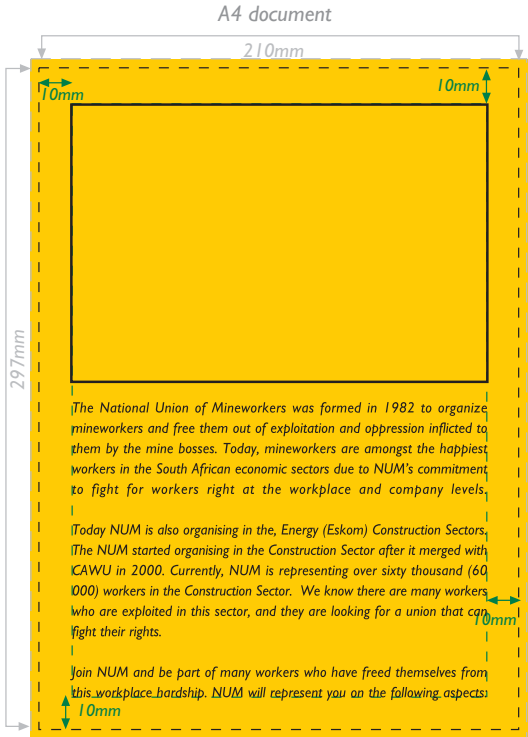 A4 document
210mm
10mm
10mm
297mm
The National Union of Mineworkers was formed in 1982 to organize
mineworkers and free them out of exploitation and oppression inflicted to
them by the mine bosses. Today, mineworkers are amongst the happiest
workers in the South African economic sectors due to NUM's commitment
to fight for workers right at the workplace and company levels.
Today NUM is also organising in the, Energy (Eskom) Construction Sectors.
The NUM started organising in the Construction Sector after it merged with
CAWU in 2000. Currently, NUM is representing over sixty thousand (60
000) workers in the Construction Sector. We know there are many workers
who are exploited in this sector, and they are looking for a union that can
10mm
fight their rights.
Join NUM and be part of many workers who have freed themselves from
this workplace hardship. NUM will represent you on the following aspects:
10mm